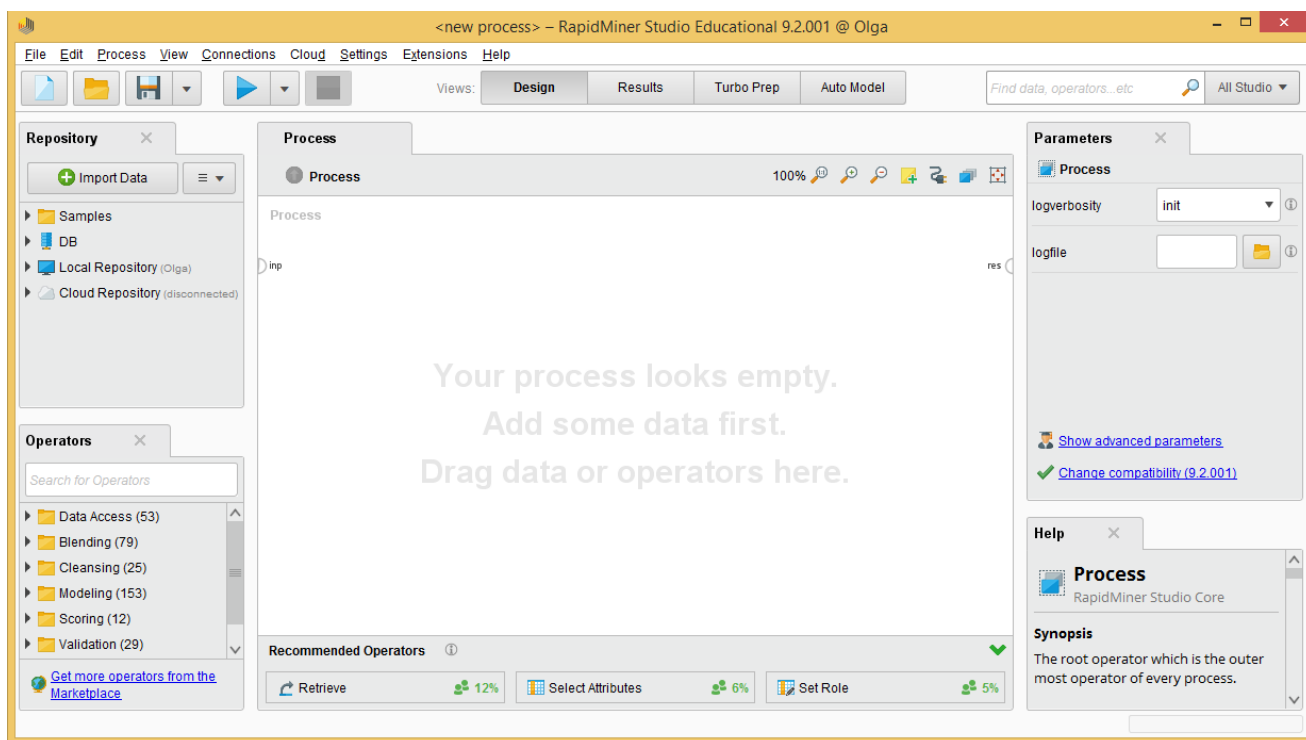 <new process> – RapidMiner Studio Educational 9.2.001 @ Olga
File Edit Process View Connections Cloud Settings Extensions Help
Views: Design Results Turbo Prep Auto Model
Find data, operators...etc
All Studio
Repository
Import Data
Samples
DB
Local Repository (Olga)
Cloud Repository (disconnected)
Operators
Search for Operators
Data Access (53)
Blending (79)
Cleansing (25)
Modeling (153)
Scoring (12)
Validation (29)
Get more operators from the
Marketplace
Process
Process
100%
Process
inp
res
Your process looks empty.
Add some data first.
Drag data or operators here.
Recommended Operators
Retrieve 12%
Select Attributes 6%
Set Role 5%
Parameters
Process
logverbosity init
logfile
Show advanced parameters
Change compatibility (9.2.001)
Help
Process
RapidMiner Studio Core
Synopsis
The root operator which is the outer
most operator of every process.